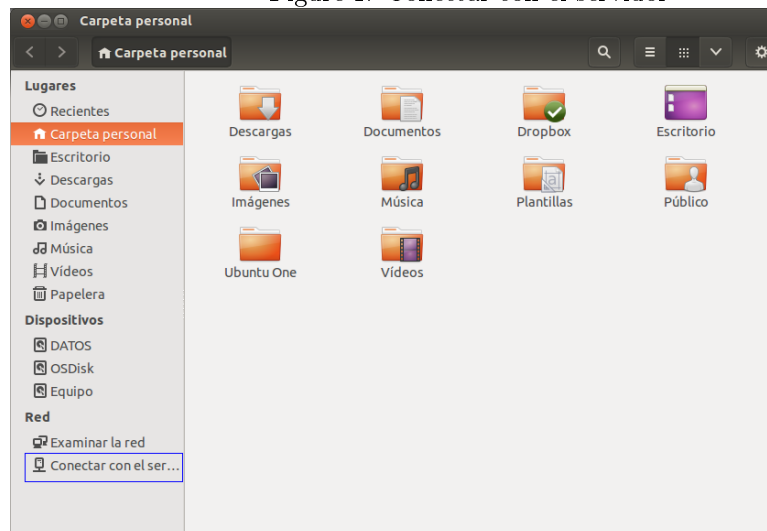 Carpeta personal
Carpeta personal
Lugares
Recientes
Carpeta personal
Escritorio
Descargas
Documentos
Imágenes
Música
Vídeos
Papelera
Dispositivos
DATOS
OSDisk
Equipo
Red
Examinar la red
Conectar con el ser...
Descargas
Documentos
Dropbox
Escritorio
Imágenes
Música
Plantillas
Público
Ubuntu One
Vídeos